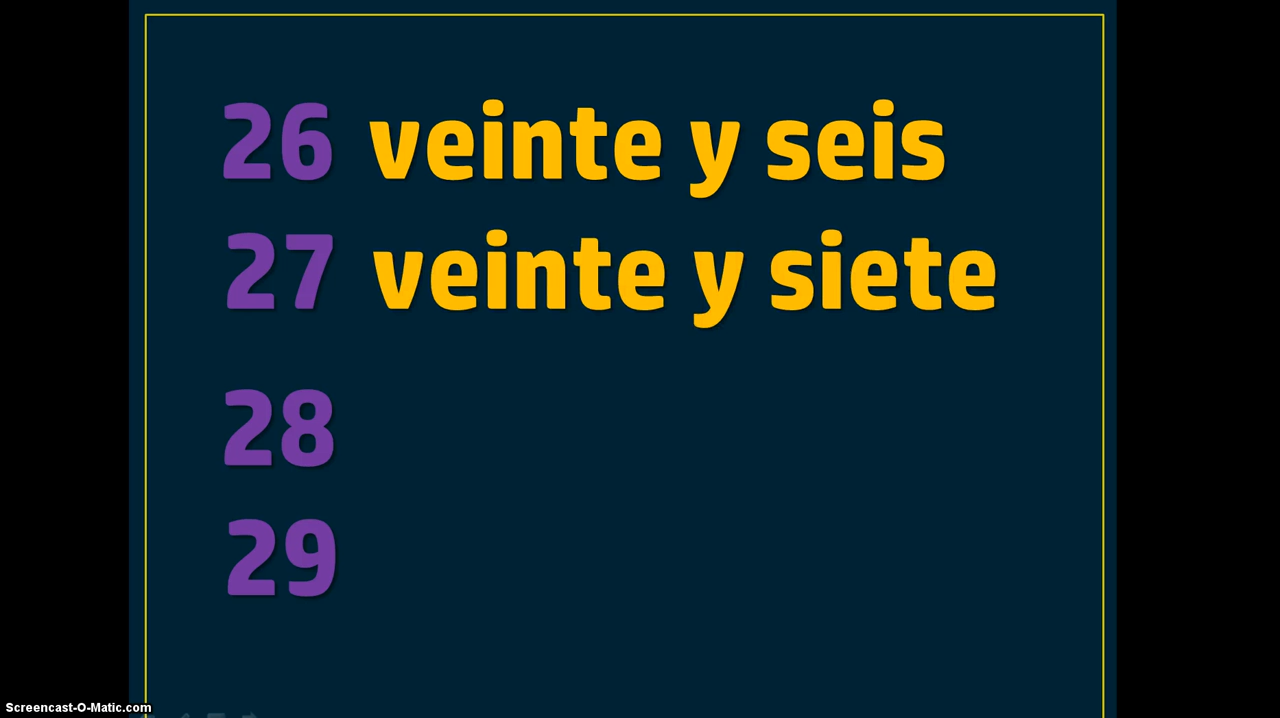 26 veinte y seis
27 veinte y siete
28
29
Screencast-O-Matic.com